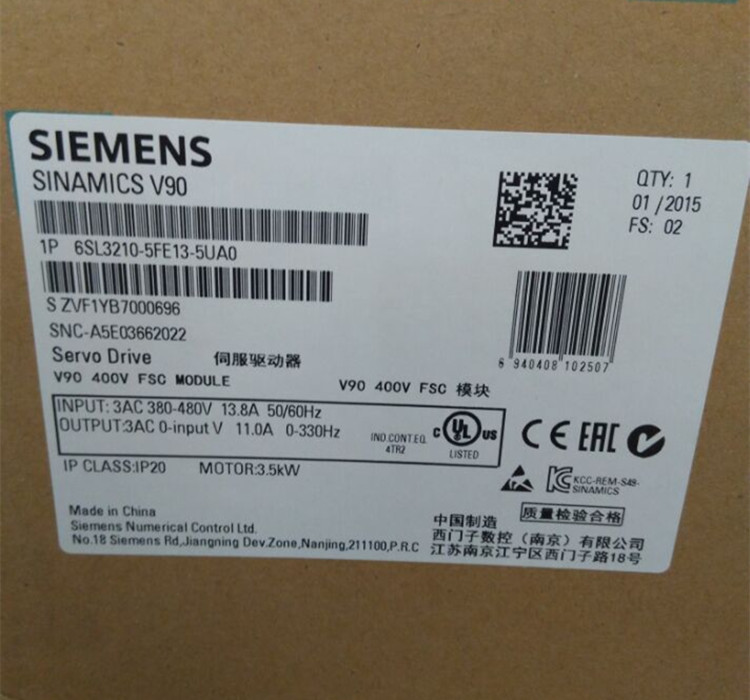 SIEMENS
SINAMICS V90
QTY: 1
01 /2015
FS: 02
1P 6SL3210-5FE13-5UA0
S ZVF1YB7000696
SNC-A5E03662022
Servo Drive 伺服驱动器
6 940408 102507
V90 400V FSC MODULE V90 400V FSC 模块
INPUT: 3AC 380-480V 13.8A 50/60Hz
OUTPUT:3AC 0-input V 11.0A 0-330Hz
IND.CONT.EQ.
4TR2
C UL US
LISTED
CE EAC
IP CLASS:IP20 MOTOR:3.5kW
KCC-REM-S49-
SINAMICS
质量检验合格
Made in China
Siemens Numerical Control Ltd.
No.18 Siemens Rd,Jiangning Dev.Zone,Nanjing,211100,P.R.C
中国制造
西门子数控（南京）有限公司
江苏南京江宁区西门子路18号